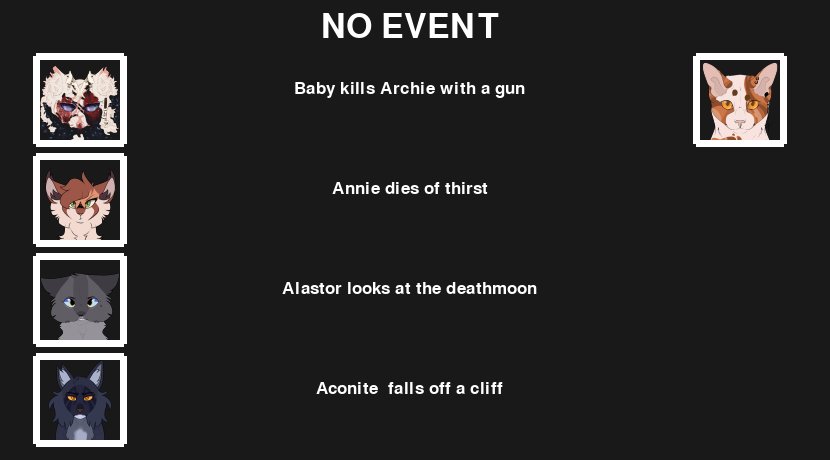 NO EVENT
Baby kills Archie with a gun
Annie dies of thirst
Alastor looks at the deathmoon
Aconite  falls off a cliff